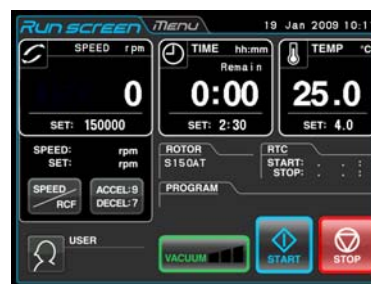 Run screen Menu 19 Jan 2009 10:1
SPEED rpm
0
SET: 150000
TIME hh:mm
Remain
0:00
SET: 2:30
TEMP °C
25.0
SET: 4.0
SPEED: rpm
SET: rpm
SPEED
RCF
ACCEL:9
DECEL:7
ROTOR
S150AT
RTC
START: . : :
STOP: . : :
PROGRAM
USER
VACUUM
START
STOP